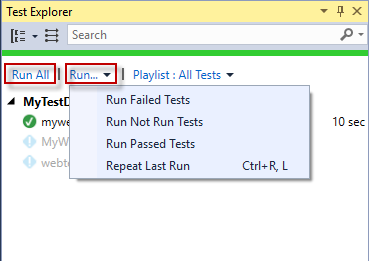 Test Explorer
Search
Run All | Run... | Playlist : All Tests
MyTestD
Run Failed Tests
mywe
Run Not Run Tests
10 sec
MyW
Run Passed Tests
webte
Repeat Last Run Ctrl+R, L